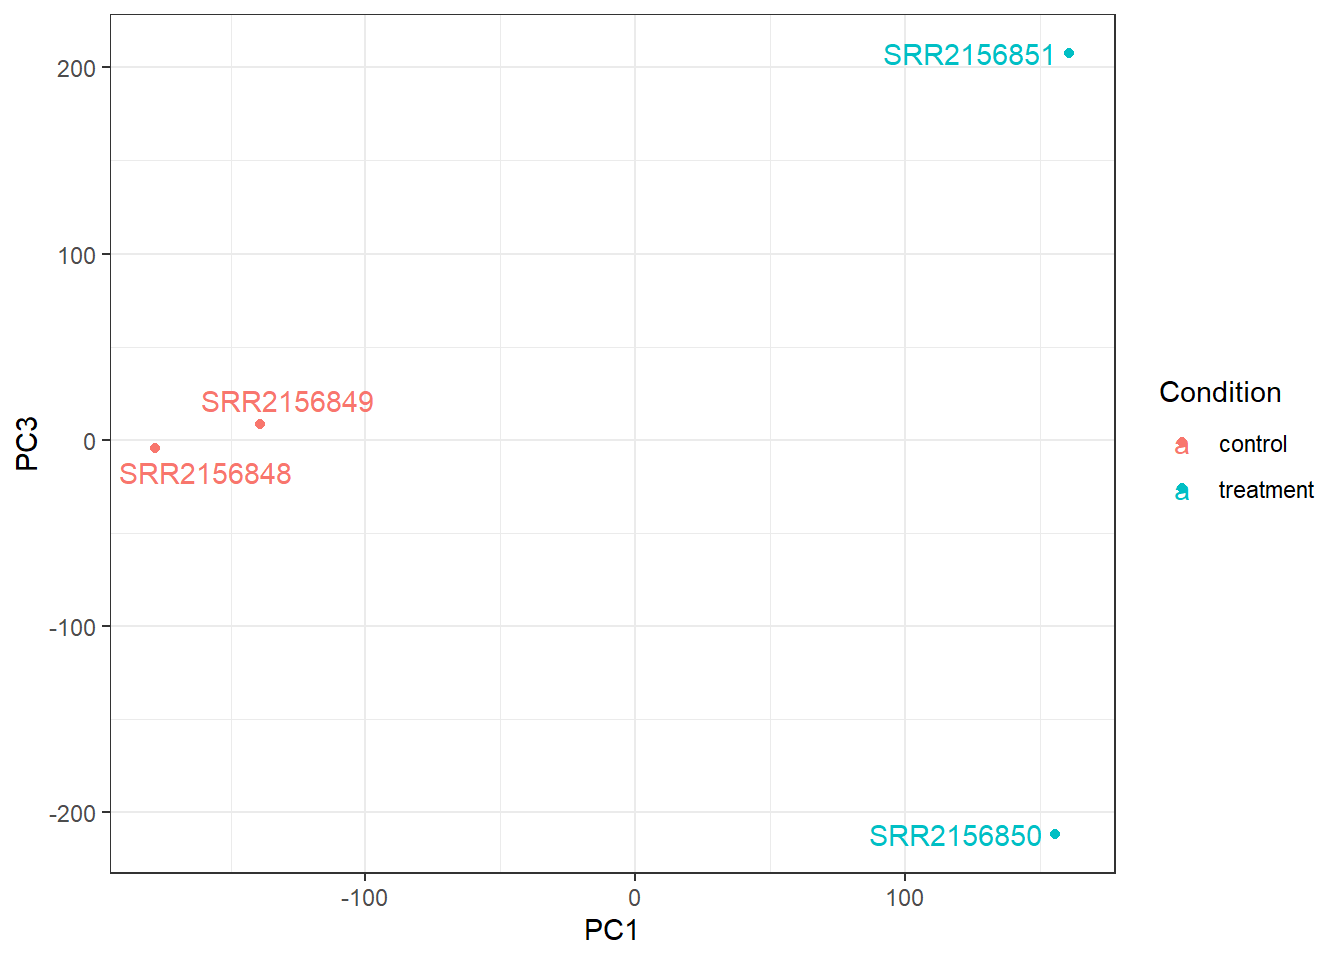 SRR2156851
200
100
SRR2156849
0
SRR2156848
-100
-200
SRR2156850
-100
0
100
PC1
PC3
Condition
a control
a treatment